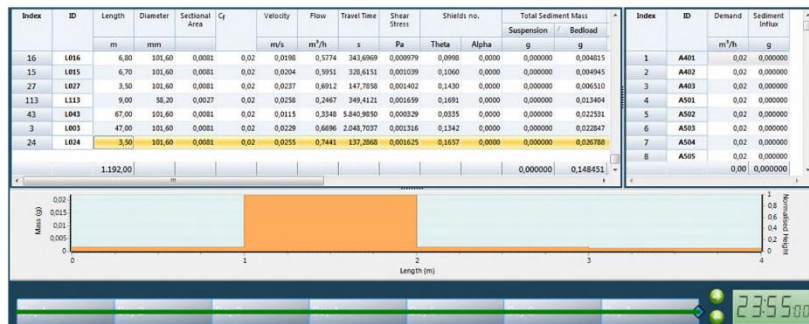 Index ID Length Diameter Sectional Area Cf Velocity Flow Travel Time Shear Stress Shields no. Total Sediment Mass
Suspension Bedload
m mm m/s m³/h s Pa Theta Alpha g g
16 L016 6,80 101,60 0,0081 0,02 0,0198 0,5774 343,6969 0,000979 0,0998 0,0000 0,000000 0,004815
15 L015 6,70 101,60 0,0081 0,02 0,0204 0,5951 328,6151 0,001039 0,1060 0,0000 0,000000 0,004945
27 L027 3,50 101,60 0,0081 0,02 0,0237 0,6912 147,7858 0,001402 0,1430 0,0000 0,000000 0,006510
113 L113 9,00 58,20 0,0027 0,02 0,0258 0,2467 349,4121 0,001659 0,1691 0,0000 0,000000 0,013404
43 L043 67,00 101,60 0,0081 0,02 0,0115 0,3348 5.840,9850 0,000329 0,0335 0,0000 0,000000 0,022531
3 L003 47,00 101,60 0,0081 0,02 0,0229 0,6696 2.048,7037 0,001316 0,1342 0,0000 0,000000 0,022847
24 L024 3,50 101,60 0,0081 0,02 0,0255 0,7441 137,2868 0,001625 0,1657 0,0000 0,000000 0,026788
1.192,00 0,000000 0,148451
Index ID Demand Sediment Influx
m³/h g
1 A401 0,02 0,000000
2 A402 0,02 0,000000
3 A403 0,02 0,000000
4 A501 0,02 0,000000
5 A502 0,02 0,000000
6 A503 0,02 0,000000
7 A504 0,02 0,000000
8 A505 0,02 0,000000
0,00 0,000000
Mass (g)
0,02
0,015
0,01
0,005
0
0 1 2 3 4
Length (m)
1
0,8
0,6
0,4
0,2
0
Normalised Height
23:55 00